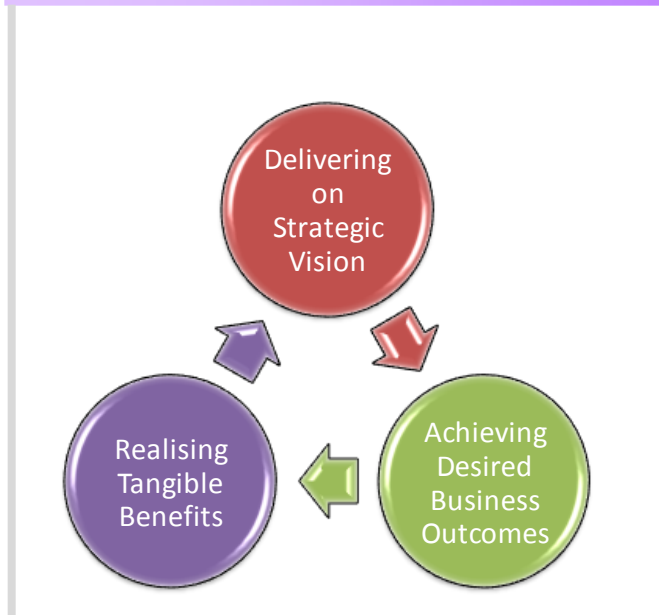 Delivering
on
Strategic
Vision
Realising
Tangible
Benefits
Achieving
Desired
Business
Outcomes